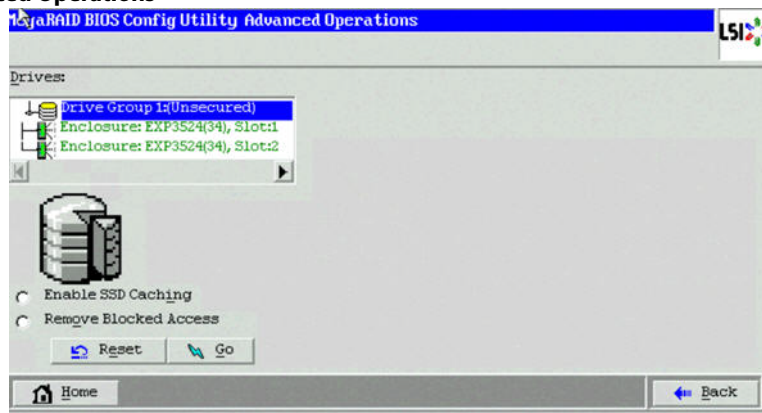 MegaRAID BIOS Config Utility Advanced Operations
LSI
Drives:
Drive Group 1:(Unsecured)
Enclosure: EXP3524(34), Slot:1
Enclosure: EXP3524(34), Slot:2
Enable SSD Caching
Remove Blocked Access
Reset
Go
Home
Back